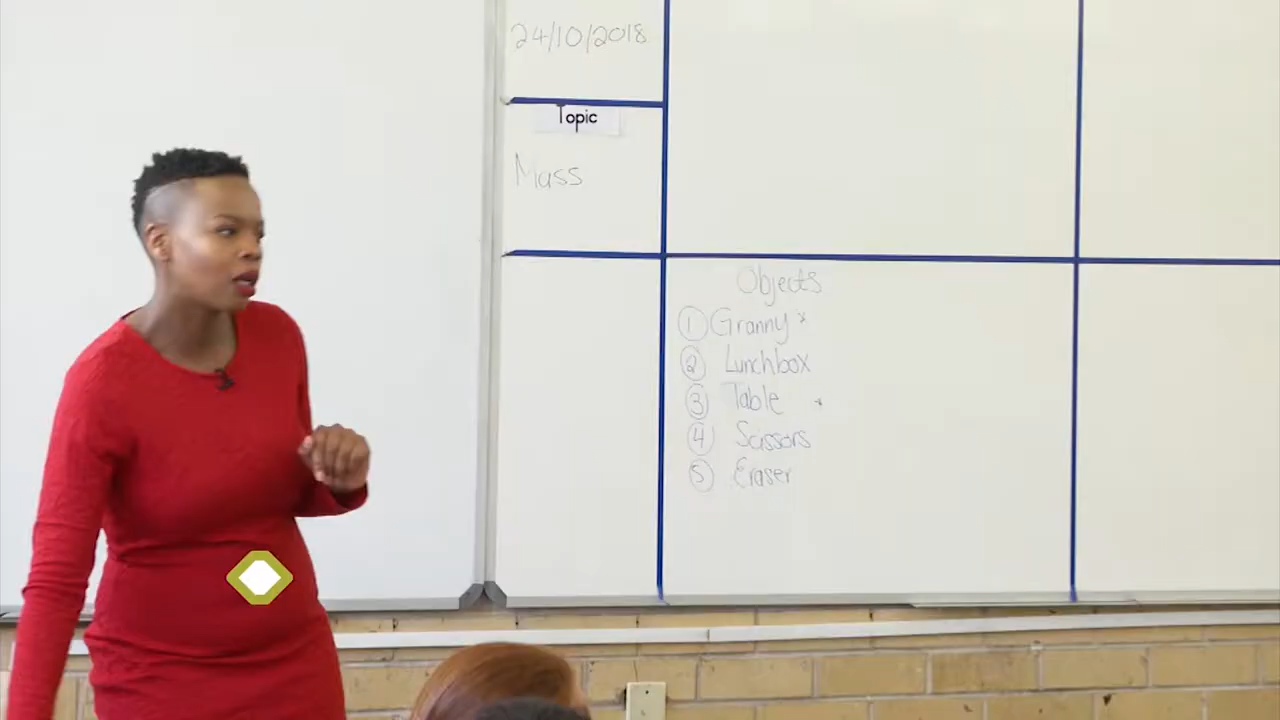 24/10/2018
Topic
Mass
Objects
① Granny *
② Lunchbox
③ Table *
④ Scissors
⑤ Eraser